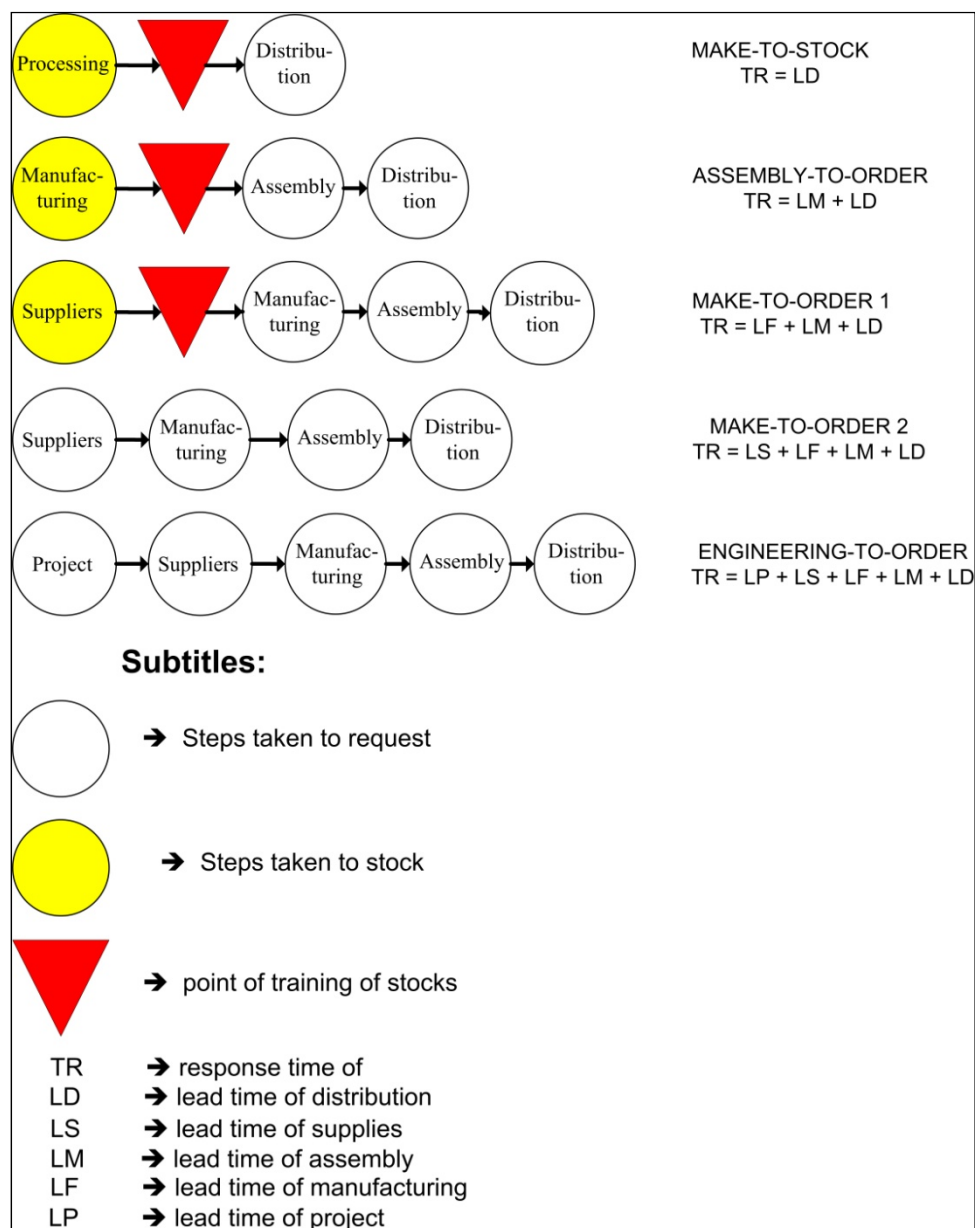 Processing
Distribu-
tion
MAKE-TO-STOCK
TR = LD
Manufac-
turing
Assembly
Distribu-
tion
ASSEMBLY-TO-ORDER
TR = LM + LD
Suppliers
Manufac-
turing
Assembly
Distribu-
tion
MAKE-TO-ORDER 1
TR = LF + LM + LD
Suppliers
Manufac-
turing
Assembly
Distribu-
tion
MAKE-TO-ORDER 2
TR = LS + LF + LM + LD
Project
Suppliers
Manufac-
turing
Assembly
Distribu-
tion
ENGINEERING-TO-ORDER
TR = LP + LS + LF + LM + LD
Subtitles:
➔ Steps taken to request
➔ Steps taken to stock
➔ point of training of stocks
TR ➔ response time of
LD ➔ lead time of distribution
LS ➔ lead time of supplies
LM ➔ lead time of assembly
LF ➔ lead time of manufacturing
LP ➔ lead time of project